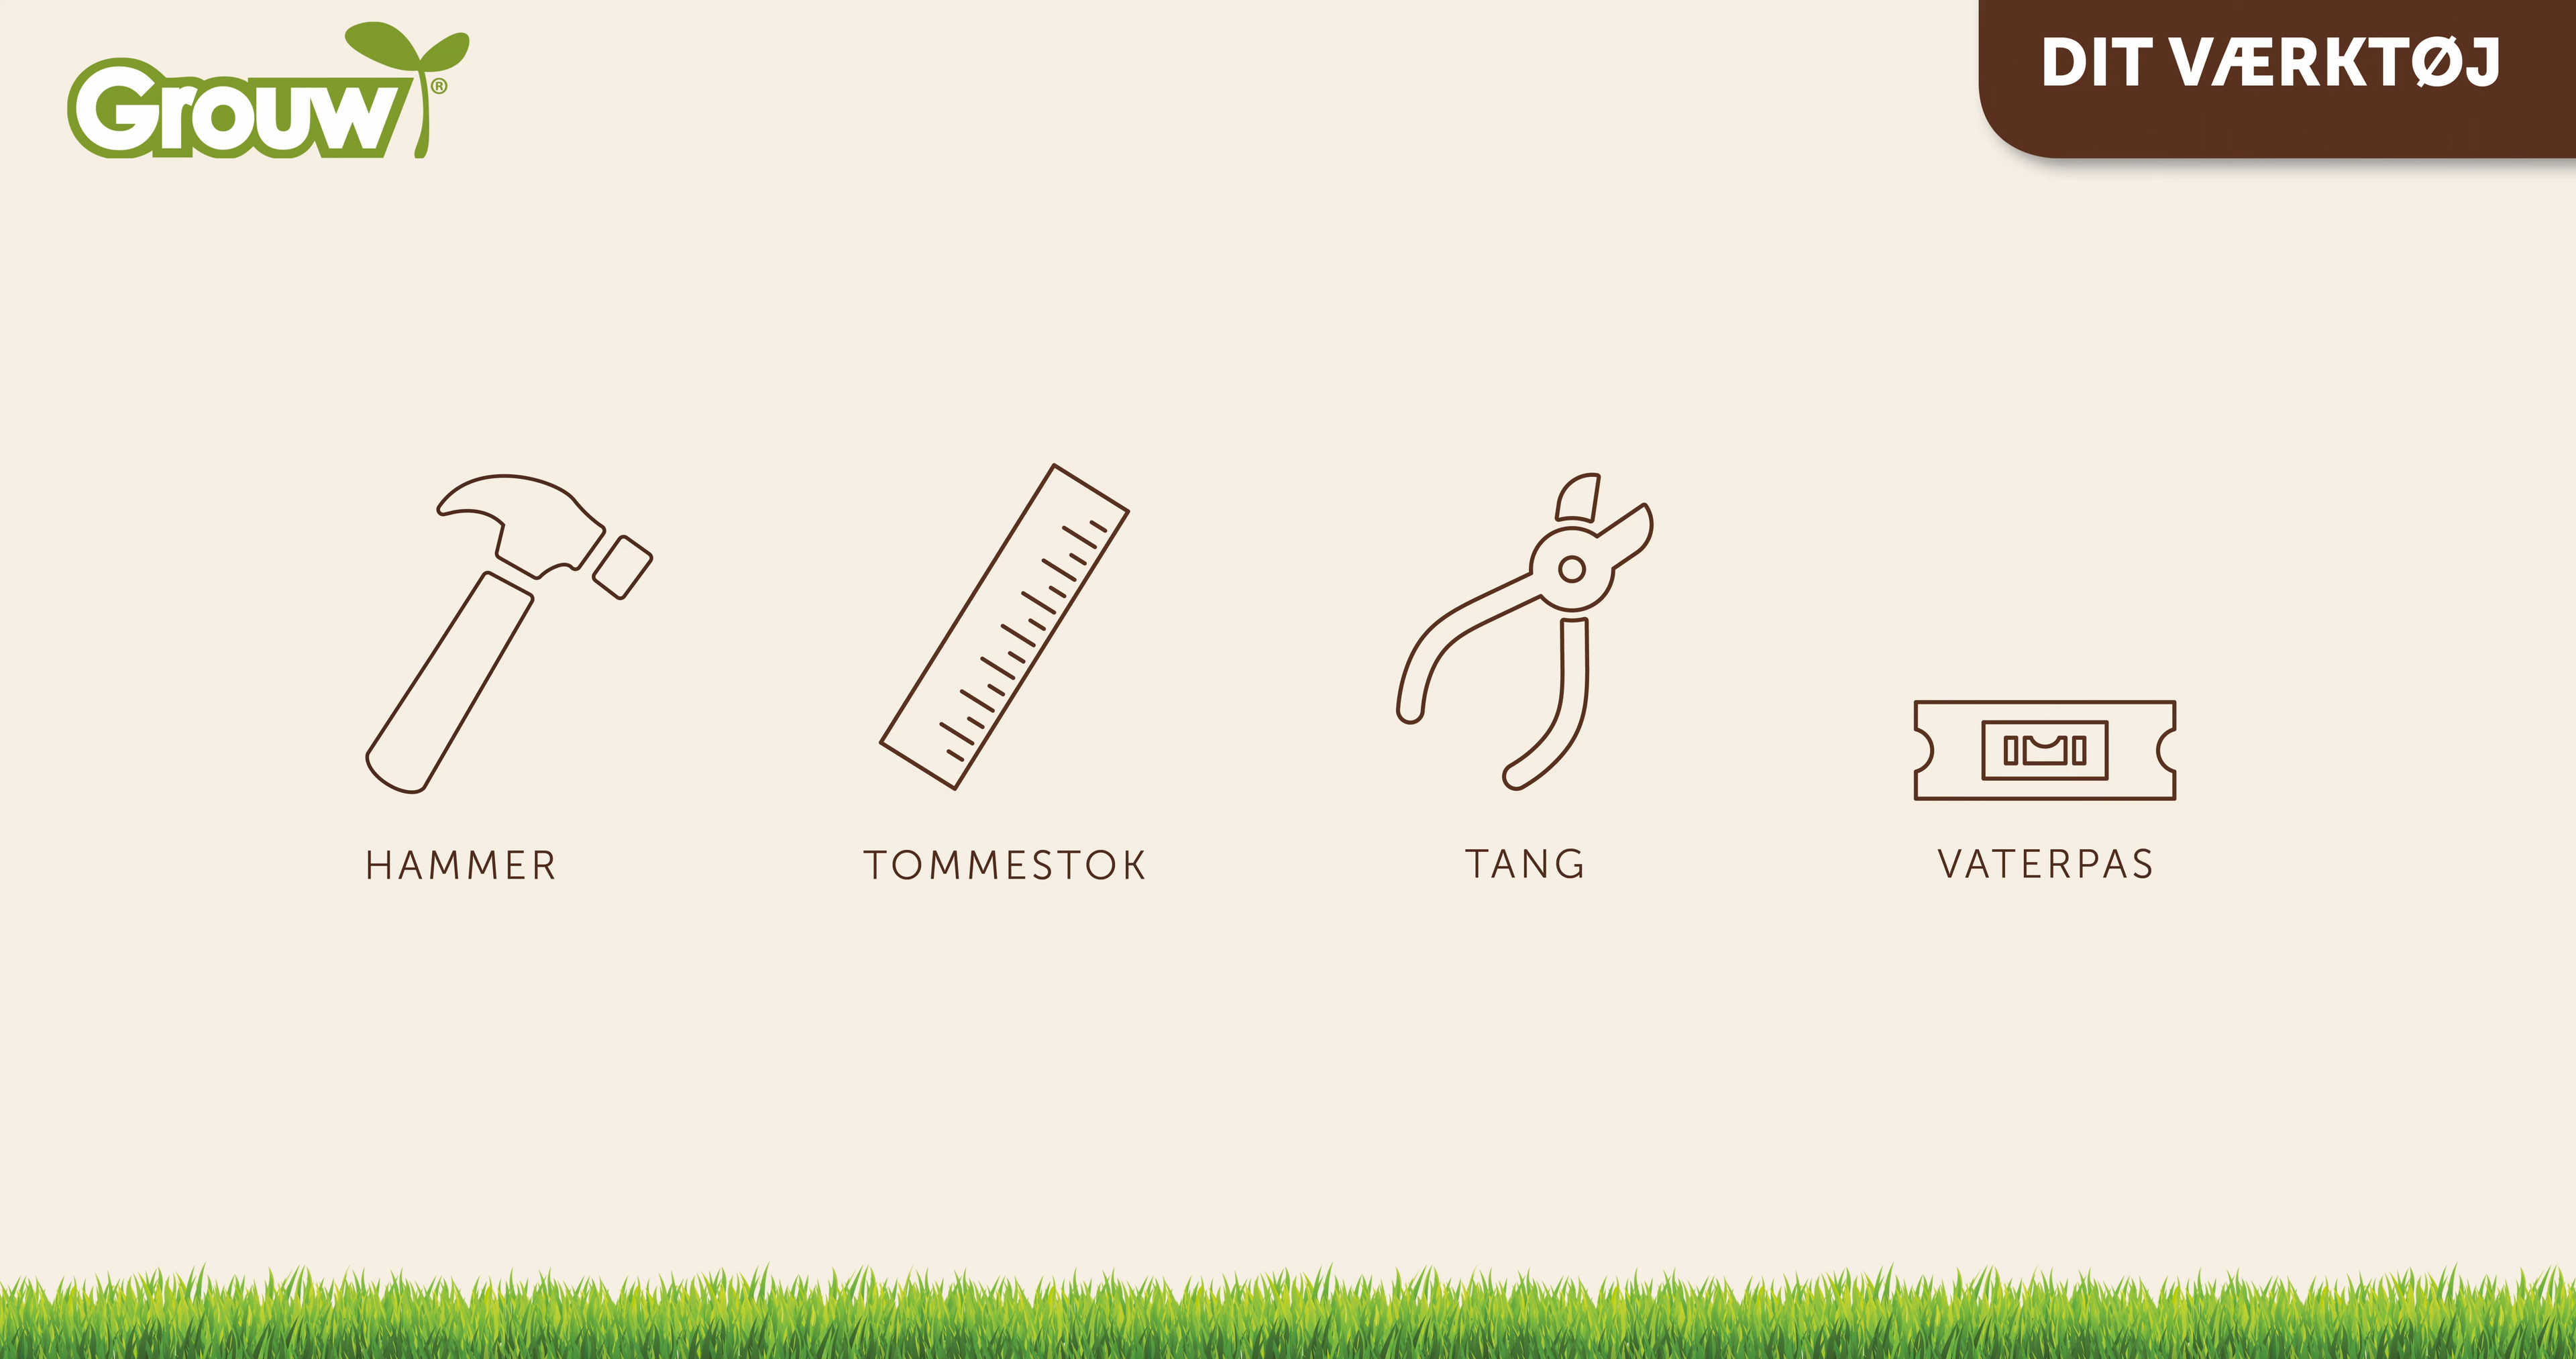 Grouw®
DIT VÆRKTØJ
HAMMER
TOMMESTOK
TANG
VATERPAS